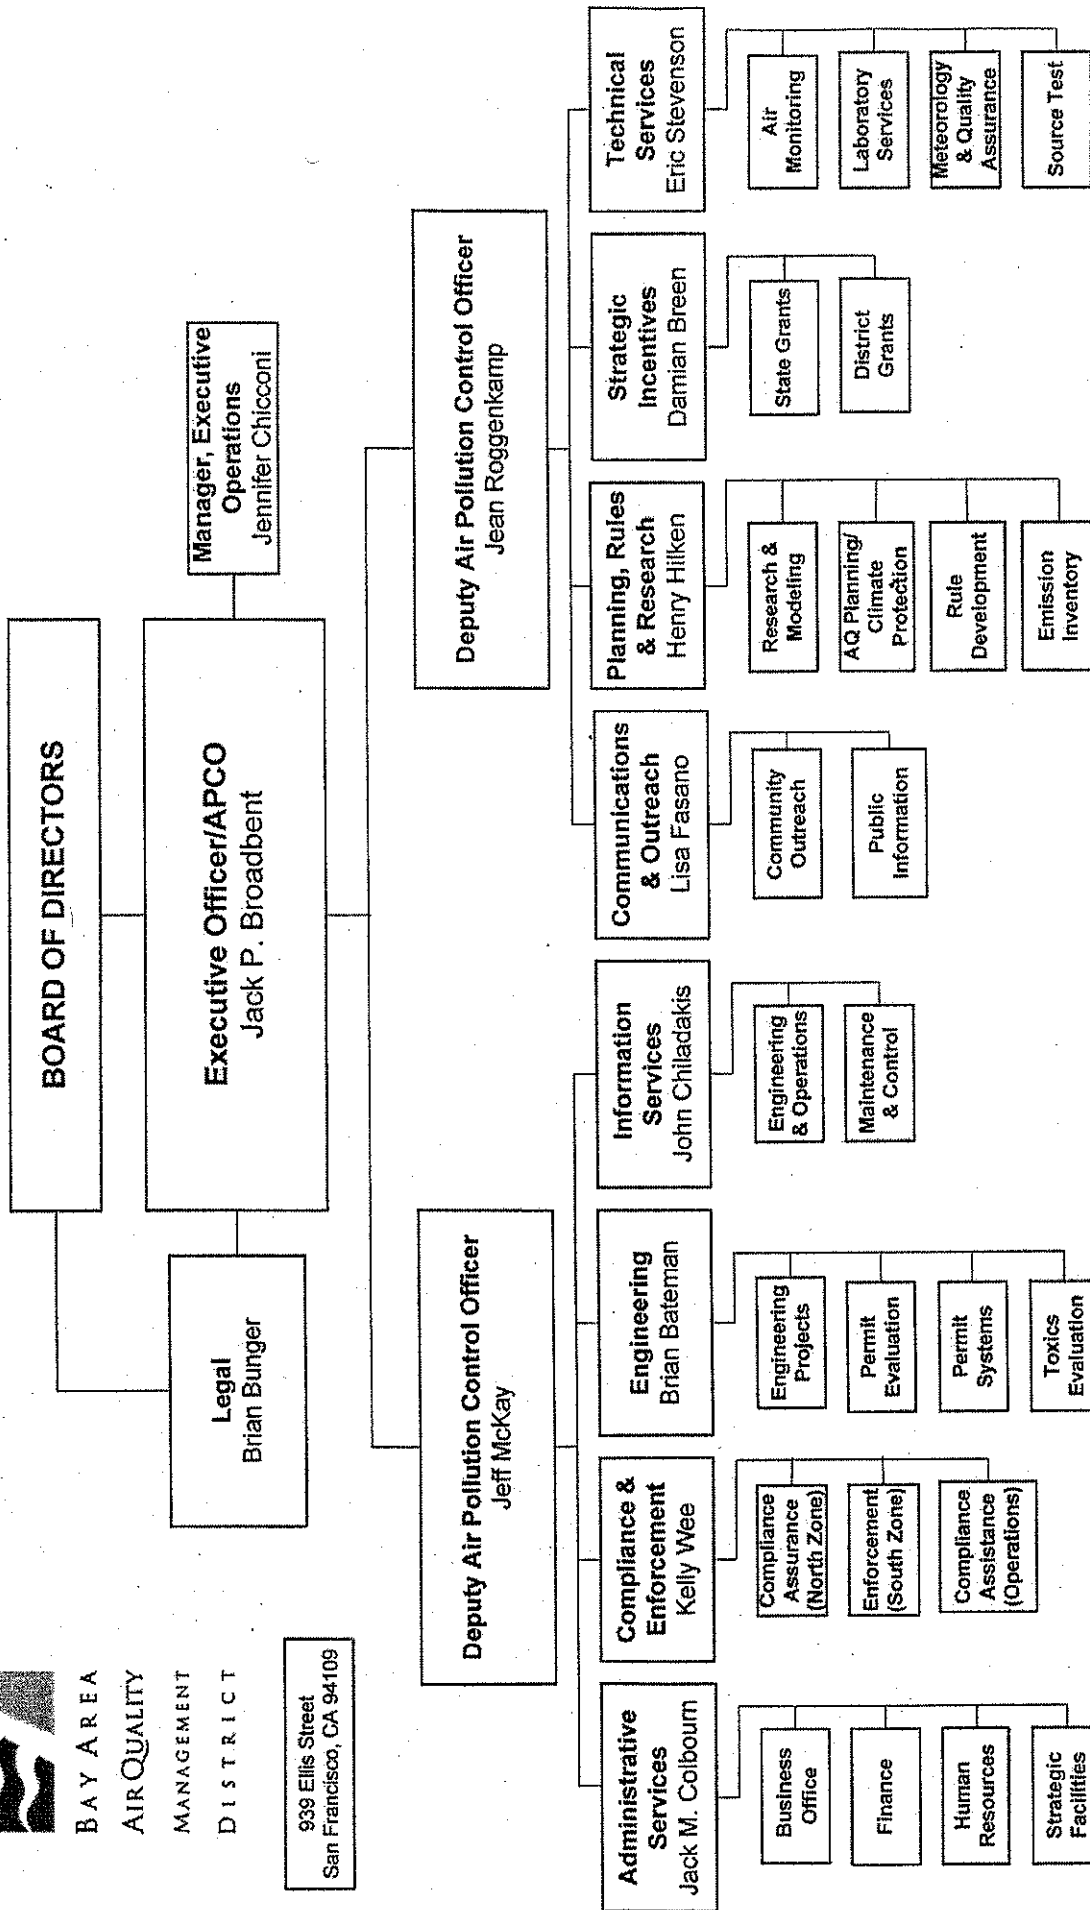 BAY AREA
AIR QUALITY
MANAGEMENT
DISTRICT
939 Ellis Street
San Francisco, CA 94109
BOARD OF DIRECTORS
Executive Officer/APCO
Jack P. Broadbent
Legal
Brian Bunger
Manager, Executive
Operations
Jennifer Chicconi
Deputy Air Pollution Control Officer
Jeff McKay
Deputy Air Pollution Control Officer
Jean Roggenkamp
Administrative
Services
Jack M. Colbourn
Business
Office
Finance
Human
Resources
Strategic
Facilities
Compliance &
Enforcement
Kelly Wee
Compliance
Assurance
(North Zone)
Enforcement
(South Zone)
Compliance
Assistance
(Operations)
Engineering
Brian Bateman
Engineering
Projects
Permit
Evaluation
Permit
Systems
Toxics
Evaluation
Information
Services
John Chiladakis
Engineering
& Operations
Maintenance
& Control
Communications
& Outreach
Lisa Fasano
Community
Outreach
Public
Information
Planning, Rules
& Research
Henry Hilken
Research &
Modeling
AQ Planning/
Climate
Protection
Rule
Development
Emission
Inventory
Strategic
Incentives
Damian Breen
State Grants
District
Grants
Technical
Services
Eric Stevenson
Air
Monitoring
Laboratory
Services
Meteorology
& Quality
Assurance
Source Test